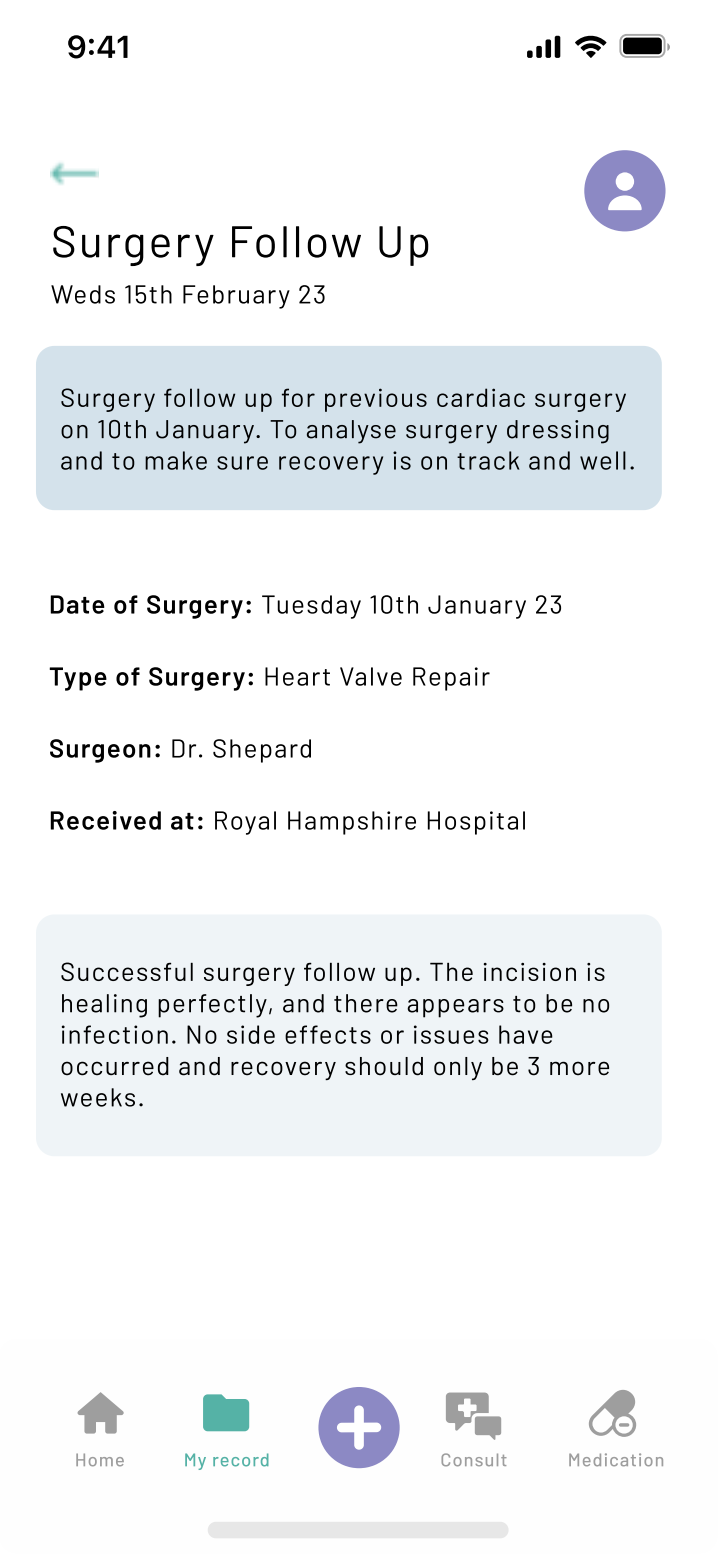 9:41
Surgery Follow Up
Weds 15th February 23
Surgery follow up for previous cardiac surgery
on 10th January. To analyse surgery dressing
and to make sure recovery is on track and well.
Date of Surgery: Tuesday 10th January 23
Type of Surgery: Heart Valve Repair
Surgeon: Dr. Shepard
Received at: Royal Hampshire Hospital
Successful surgery follow up. The incision is
healing perfectly, and there appears to be no
infection. No side effects or issues have
occurred and recovery should only be 3 more
weeks.
Home
My record
Consult
Medication